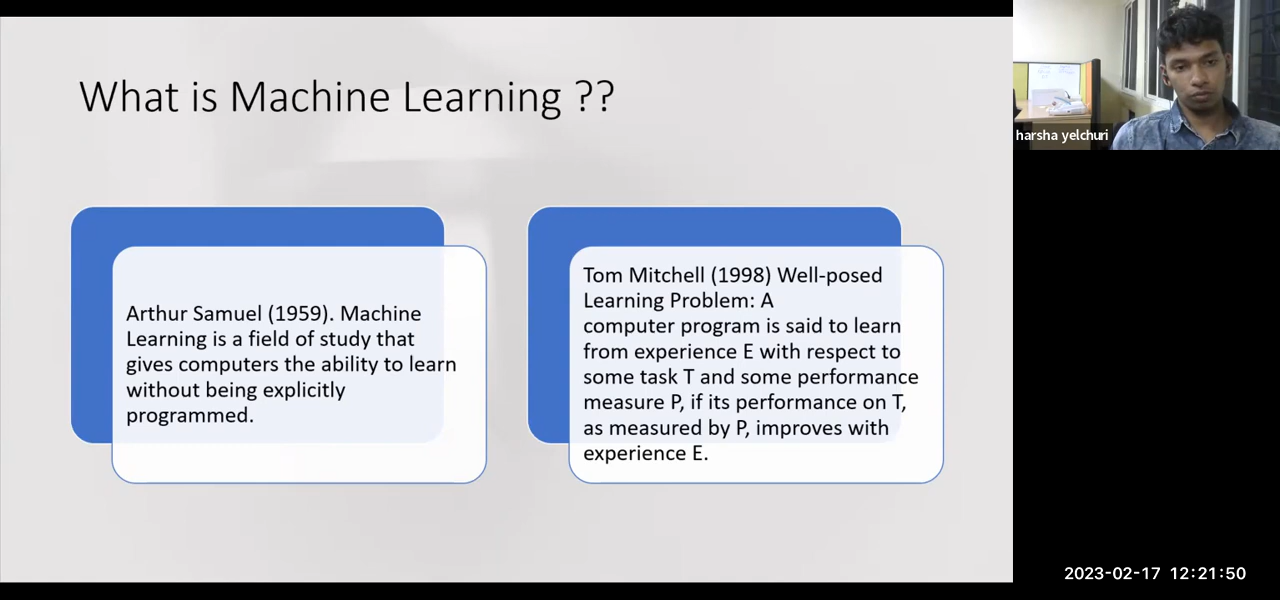 What is Machine Learning ??
Arthur Samuel (1959). Machine
Learning is a field of study that
gives computers the ability to learn
without being explicitly
programmed.
Tom Mitchell (1998) Well-posed
Learning Problem: A
computer program is said to learn
from experience E with respect to
some task T and some performance
measure P, if its performance on T,
as measured by P, improves with
experience E.
harsha yelchuri
2023-02-17 12:21:50